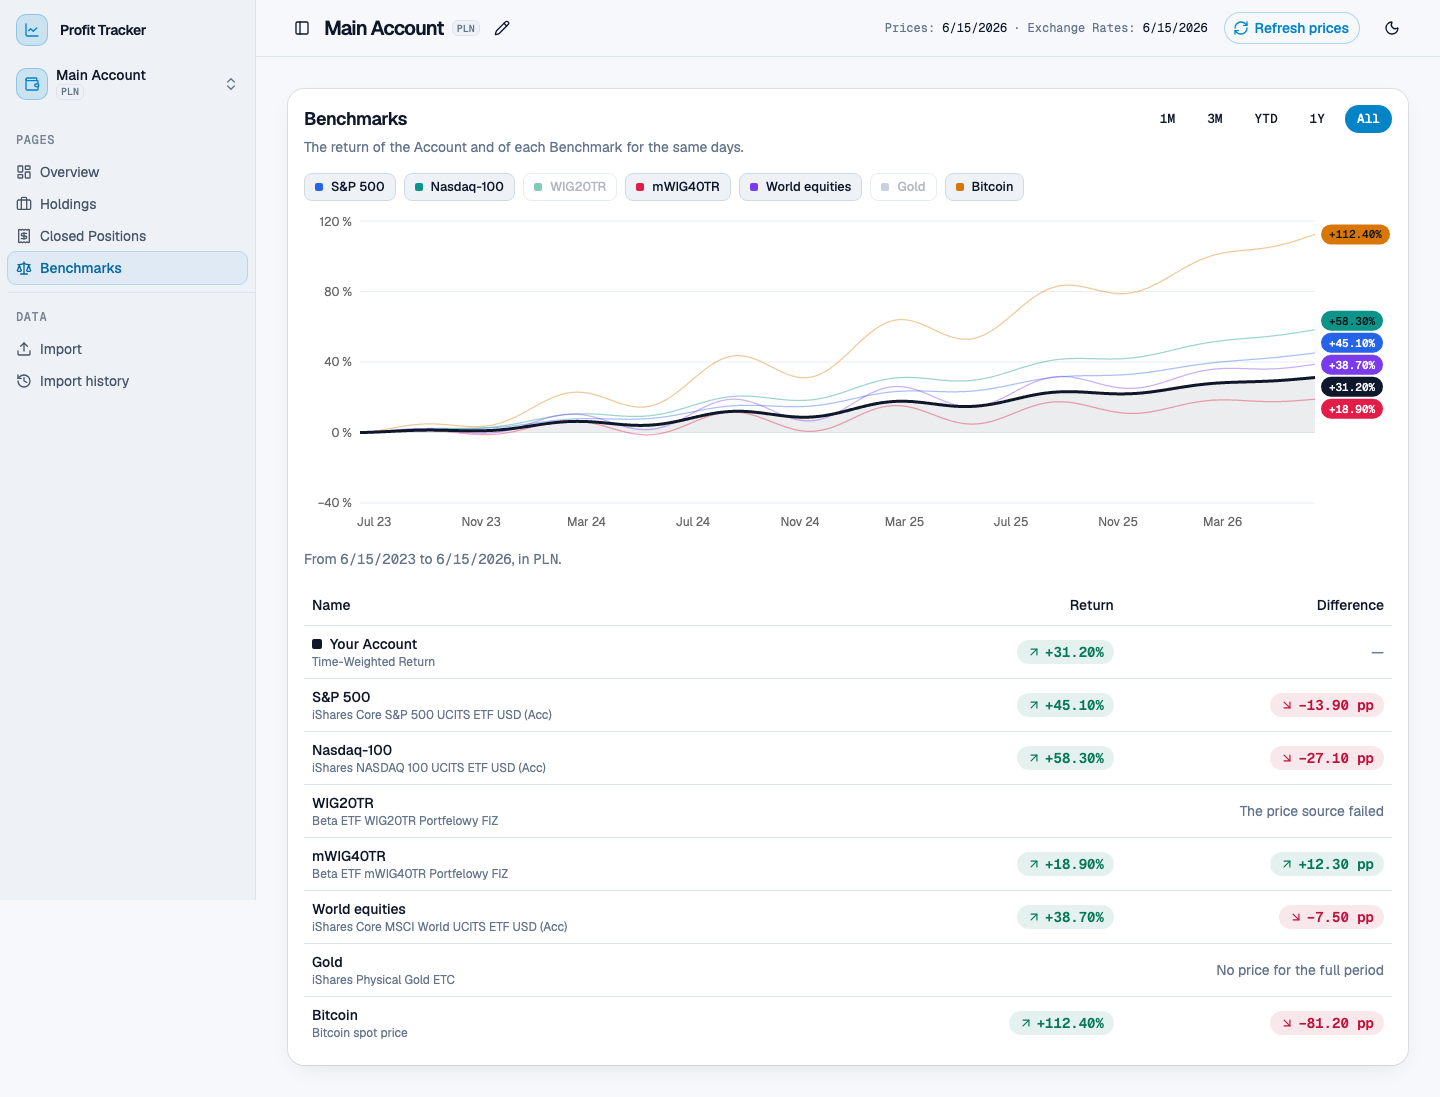 Profit Tracker
Main Account
PLN
PAGES
Overview
Holdings
Closed Positions
Benchmarks
DATA
Import
Import history
Main Account PLN
Prices: 6/15/2026 · Exchange Rates: 6/15/2026
Refresh prices
Benchmarks
1M 3M YTD 1Y All
The return of the Account and of each Benchmark for the same days.
S&P 500 Nasdaq-100 WIG20TR mWIG40TR World equities Gold Bitcoin
120 %
80 %
40 %
0 %
−40 %
+112.40%
+58.30%
+45.10%
+38.70%
+31.20%
+18.90%
Jul 23 Nov 23 Mar 24 Jul 24 Nov 24 Mar 25 Jul 25 Nov 25 Mar 26
From 6/15/2023 to 6/15/2026, in PLN.
Name Return Difference
Your Account
Time-Weighted Return
+31.20% —
S&P 500
iShares Core S&P 500 UCITS ETF USD (Acc)
+45.10% −13.90 pp
Nasdaq-100
iShares NASDAQ 100 UCITS ETF USD (Acc)
+58.30% −27.10 pp
WIG20TR
Beta ETF WIG20TR Portfelowy FIZ
The price source failed
mWIG40TR
Beta ETF mWIG40TR Portfelowy FIZ
+18.90% +12.30 pp
World equities
iShares Core MSCI World UCITS ETF USD (Acc)
+38.70% −7.50 pp
Gold
iShares Physical Gold ETC
No price for the full period
Bitcoin
Bitcoin spot price
+112.40% −81.20 pp